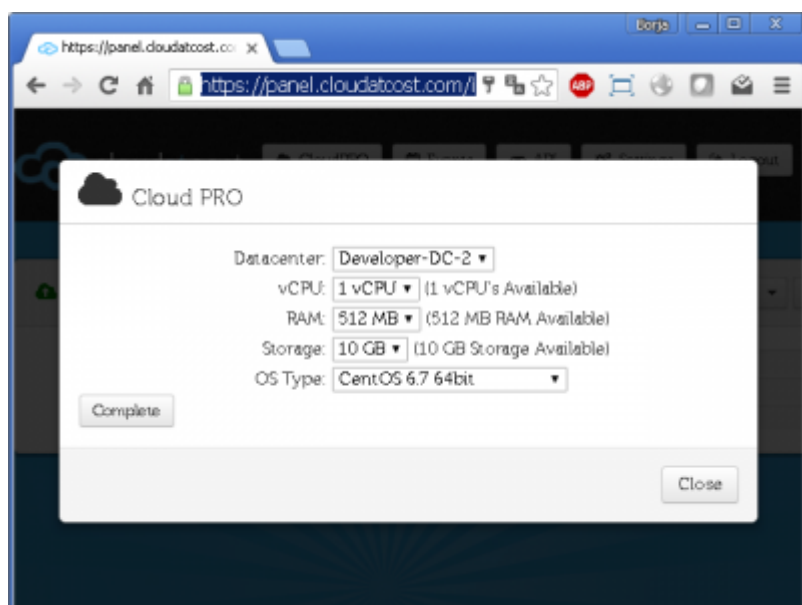 Borja
https://panel.cloudatcost.co
https://panel.cloudatcost.com/l
ABP
CloudPRO
Cloud PRO
Datacenter: Developer-DC-2
vCPU: 1 vCPU (1 vCPU's Available)
RAM: 512 MB (512 MB RAM Available)
Storage: 10 GB (10 GB Storage Available)
OS Type: CentOS 6.7 64bit
Complete
Close